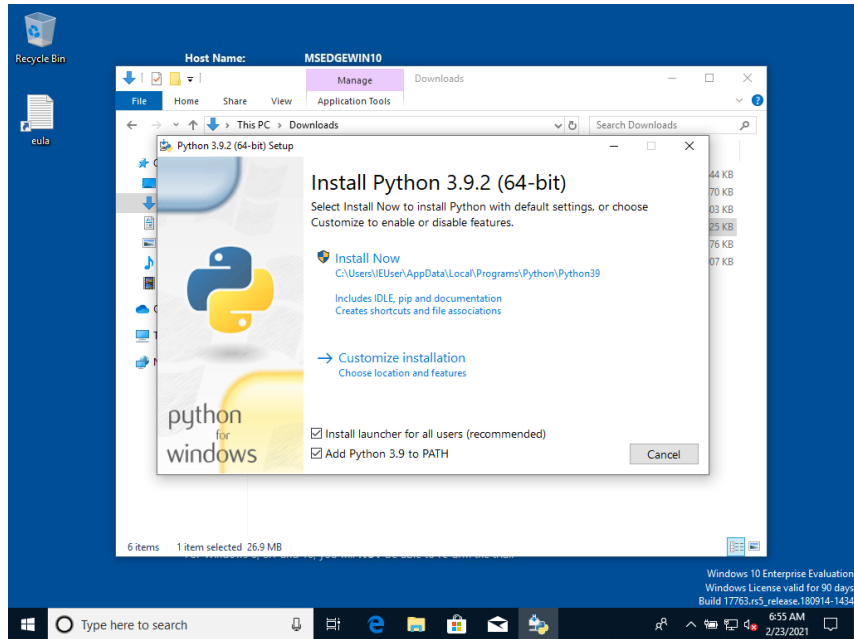 Recycle Bin
eula
Host Name: MSEDGEWIN10
Manage Downloads
File Home Share View Application Tools
This PC › Downloads
Search Downloads
Python 3.9.2 (64-bit) Setup
Install Python 3.9.2 (64-bit)
Select Install Now to install Python with default settings, or choose
Customize to enable or disable features.
Install Now
C:\Users\IEUser\AppData\Local\Programs\Python\Python39
Includes IDLE, pip and documentation
Creates shortcuts and file associations
Customize installation
Choose location and features
python
for
windows
Install launcher for all users (recommended)
Add Python 3.9 to PATH
Cancel
44 KB
70 KB
03 KB
25 KB
76 KB
07 KB
6 items 1 item selected 26.9 MB
Windows 10 Enterprise Evaluation
Windows License valid for 90 days
Build 17763.rs5_release.180914-1434
Type here to search
6:55 AM
2/23/2021